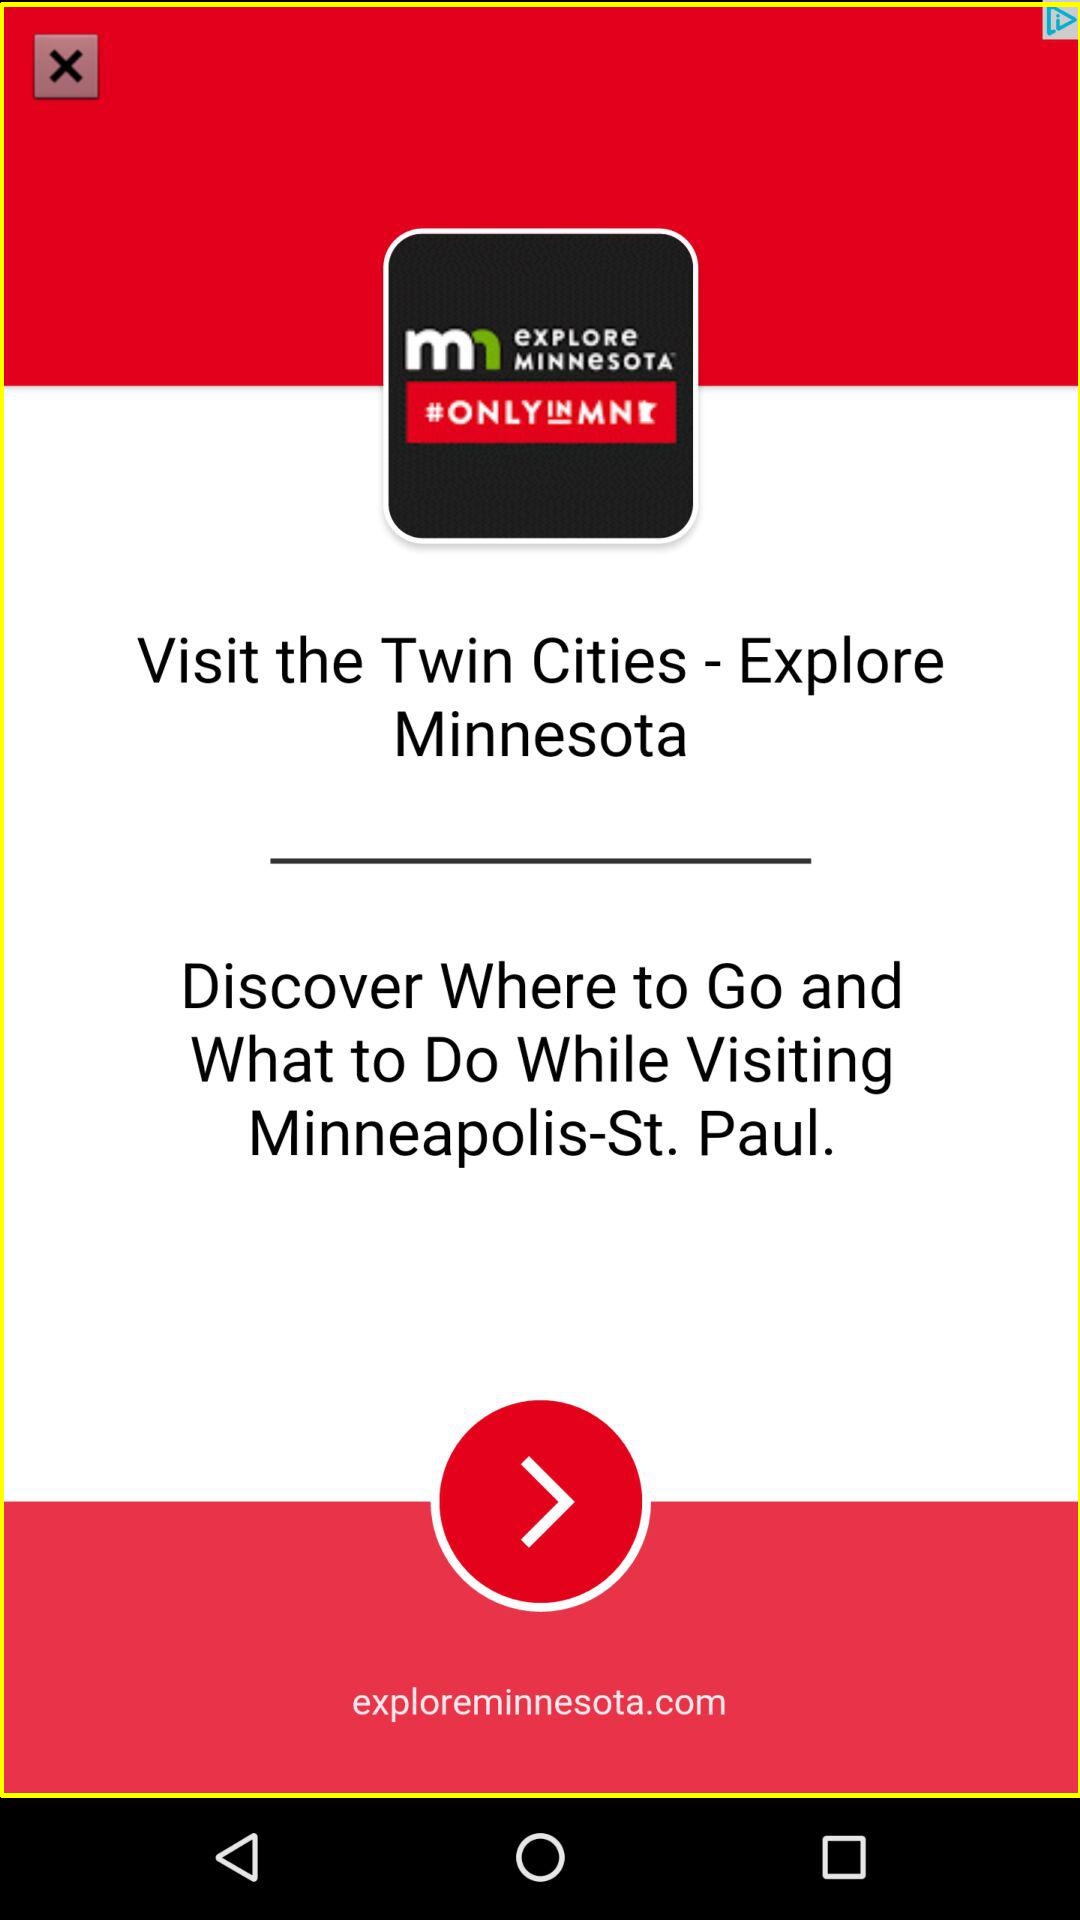 mn explore
minnesota
#ONLYINMN
Visit the Twin Cities - Explore
Minnesota
Discover Where to Go and
What to Do While Visiting
Minneapolis-St. Paul.
exploreminnesota.com